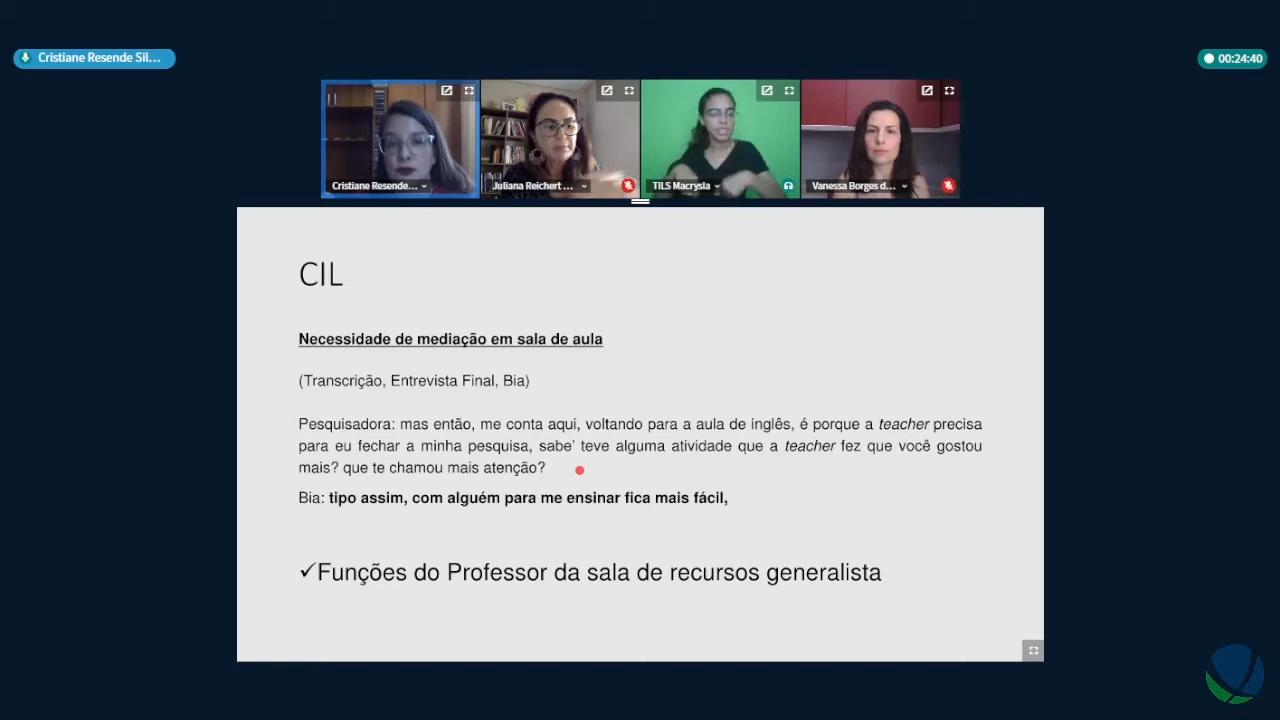 Cristiane Resende Sil...
00:24:40
Cristiane Resende...
Juliana Reichert ...
TILS Macrysla
Vanessa Borges d...
CIL
Necessidade de mediação em sala de aula
(Transcrição, Entrevista Final, Bia)
Pesquisadora: mas então, me conta aqui, voltando para a aula de inglês, é porque a teacher precisa
para eu fechar a minha pesquisa, sabe’ teve alguma atividade que a teacher fez que você gostou
mais? que te chamou mais atenção?
Bia: tipo assim, com alguém para me ensinar fica mais fácil,
✓Funções do Professor da sala de recursos generalista